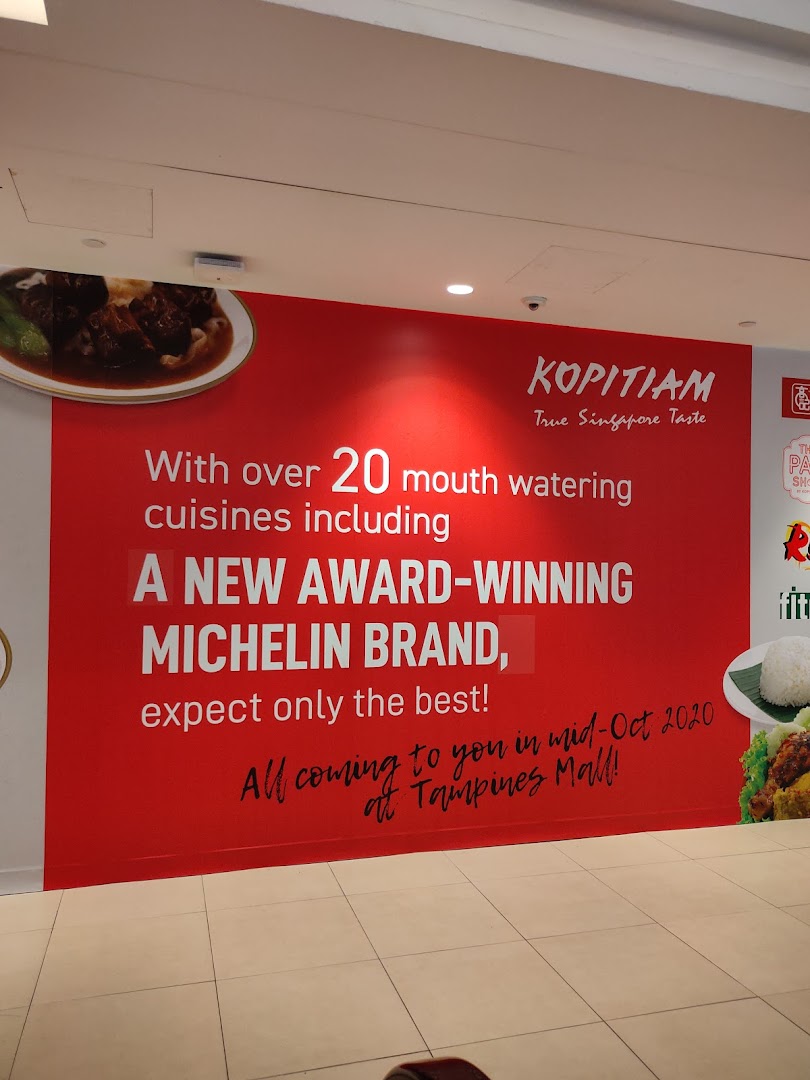 KOPITIAM
True Singapore Taste
With over 20 mouth watering
cuisines including
A NEW AWARD-WINNING
MICHELIN BRAND,
expect only the best!
All coming to you in mid-Oct 2020
at Tampines Mall!